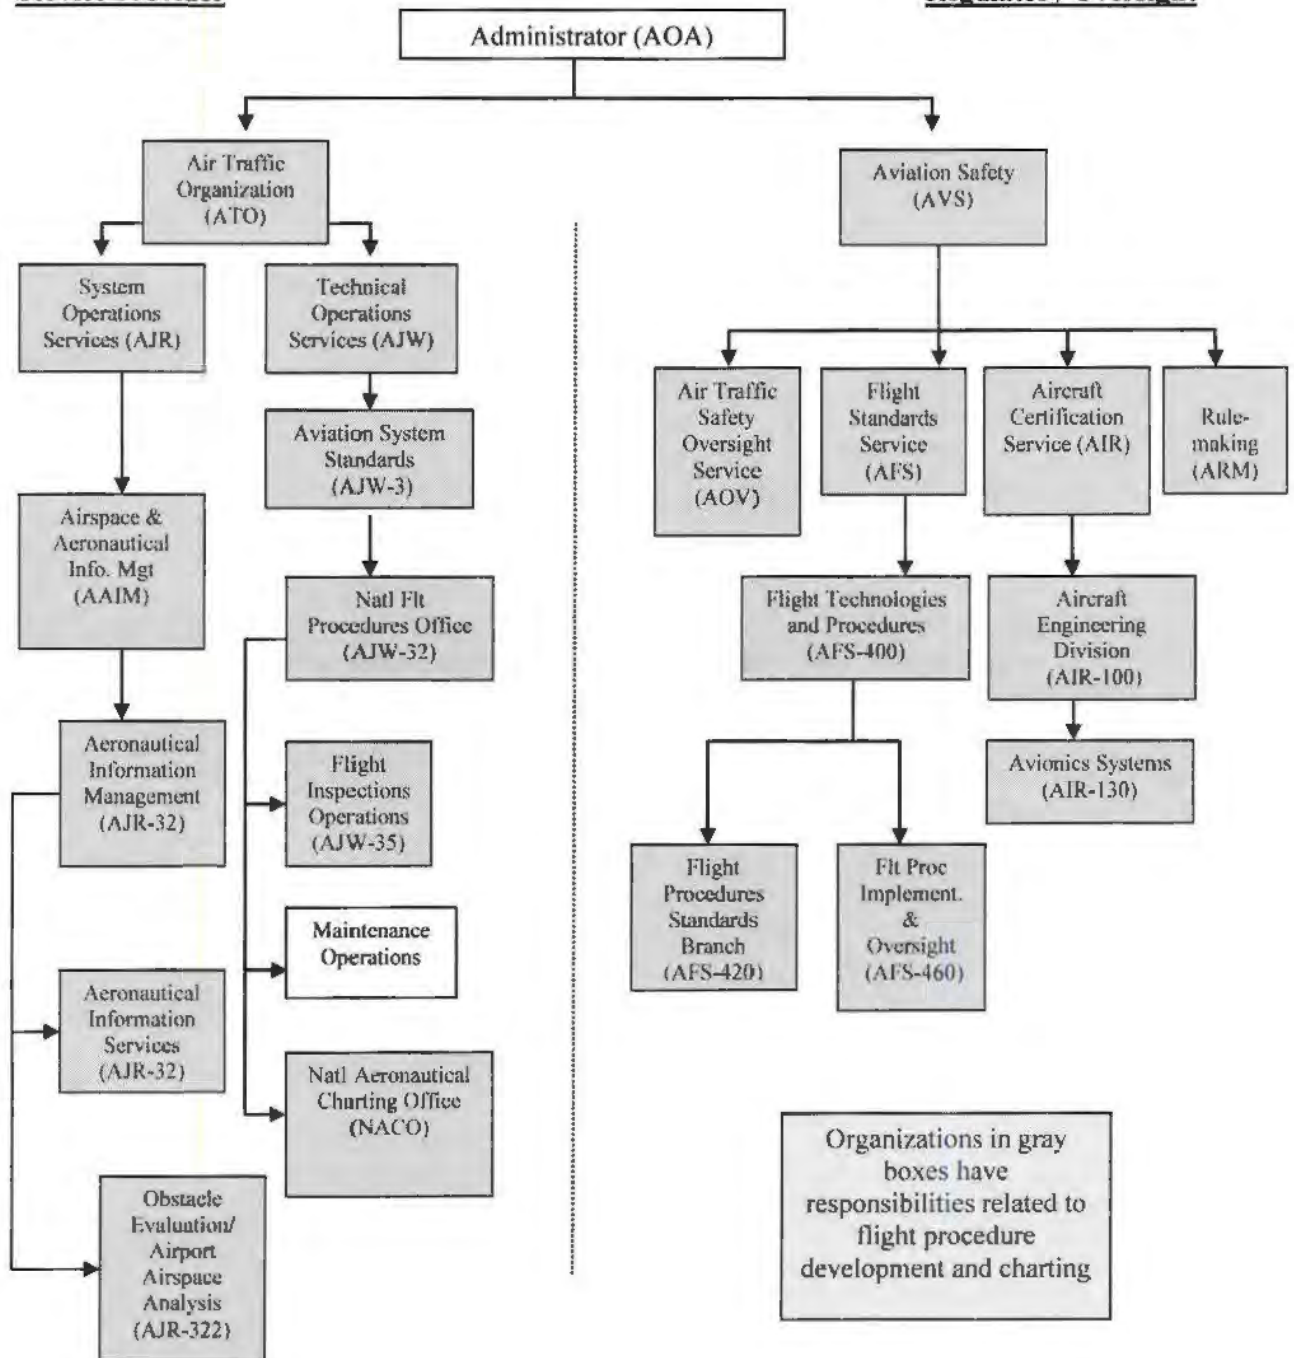 Administrator (AOA)
Air Traffic
Organization
(ATO)
Aviation Safety
(AVS)
System
Operations
Services (AJR)
Technical
Operations
Services (AJW)
Air Traffic
Safety
Oversight
Service
(AOV)
Flight
Standards
Service
(AFS)
Aircraft
Certification
Service (AIR)
Rule-
making
(ARM)
Aviation System
Standards
(AJW-3)
Airspace &
Aeronautical
Info. Mgt
(AAIM)
Natl Flt
Procedures Office
(AJW-32)
Flight Technologies
and Procedures
(AFS-400)
Aircraft
Engineering
Division
(AIR-100)
Aeronautical
Information
Management
(AJR-32)
Flight
Inspections
Operations
(AJW-35)
Avionics Systems
(AIR-130)
Flight
Procedures
Standards
Branch
(AFS-420)
Flt Proc
Implement.
&
Oversight
(AFS-460)
Maintenance
Operations
Aeronautical
Information
Services
(AJR-32)
Natl Aeronautical
Charting Office
(NACO)
Obstacle
Evaluation/
Airport
Airspace
Analysis
(AJR-322)
Organizations in gray
boxes have
responsibilities related to
flight procedure
development and charting